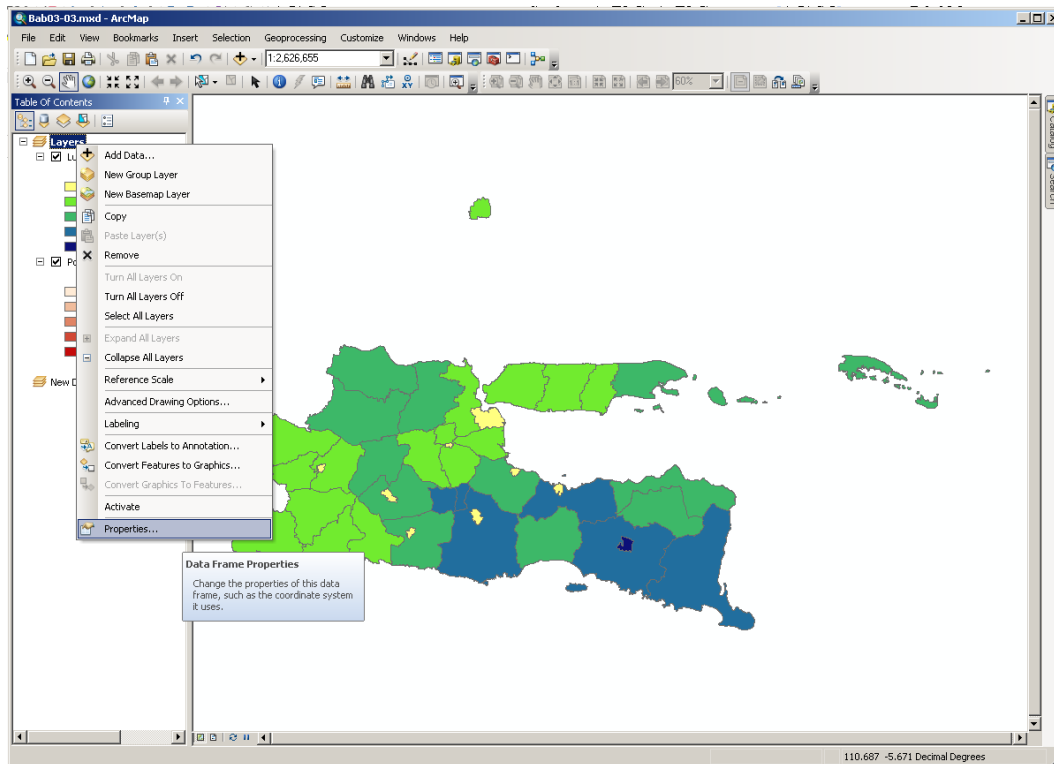 Bab03-03.mxd - ArcMap
File Edit View Bookmarks Insert Selection Geoprocessing Customize Windows Help
1:2,626,655
60%
Table Of Contents
Layers
Add Data...
New Group Layer
New Basemap Layer
Copy
Paste Layer(s)
Remove
Turn All Layers On
Turn All Layers Off
Select All Layers
Expand All Layers
Collapse All Layers
Reference Scale
Advanced Drawing Options...
Labeling
Convert Labels to Annotation...
Convert Features to Graphics...
Convert Graphics To Features...
Activate
Properties...
New D
Data Frame Properties
Change the properties of this data
frame, such as the coordinate system
it uses.
Catalog
Search
110.687 -5.671 Decimal Degrees